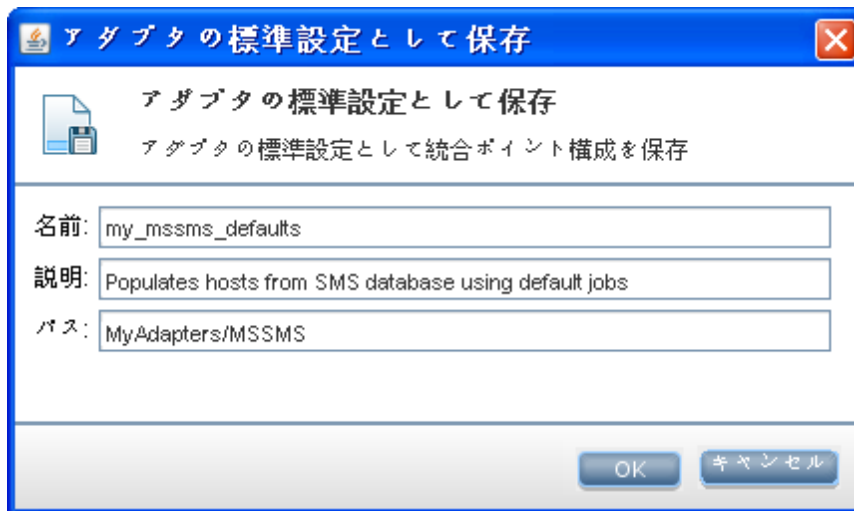 アダプタの標準設定として保存
アダプタの標準設定として保存
アダプタの標準設定として統合ポイント構成を保存
名前: my_mssms_defaults
説明: Populates hosts from SMS database using default jobs
パス: MyAdapters/MSSMS
OK キャンセル